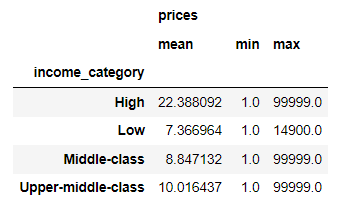 prices
mean min max
income_category
High 22.388092 1.0 99999.0
Low 7.366964 1.0 14900.0
Middle-class 8.847132 1.0 99999.0
Upper-middle-class 10.016437 1.0 99999.0